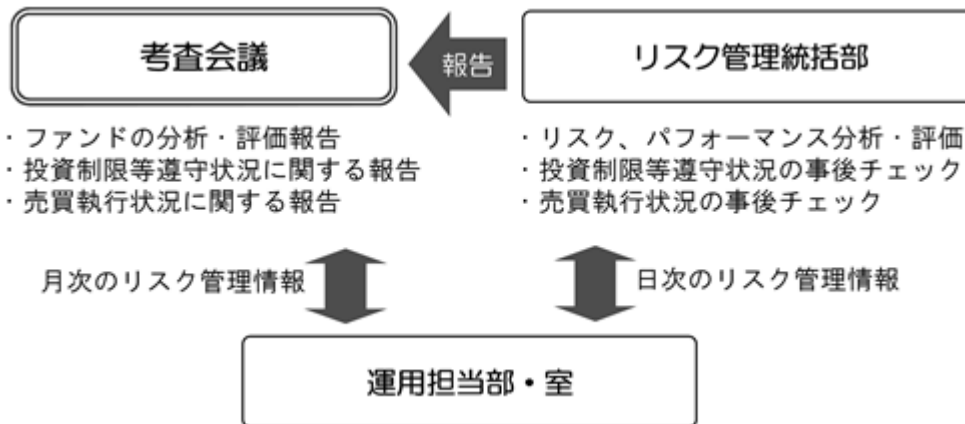 考査会議
報告
リスク管理統括部
・ファンドの分析・評価報告
・投資制限等遵守状況に関する報告
・売買執行状況に関する報告
・リスク、パフォーマンス分析・評価
・投資制限等遵守状況の事後チェック
・売買執行状況の事後チェック
月次のリスク管理情報
日次のリスク管理情報
運用担当部・室